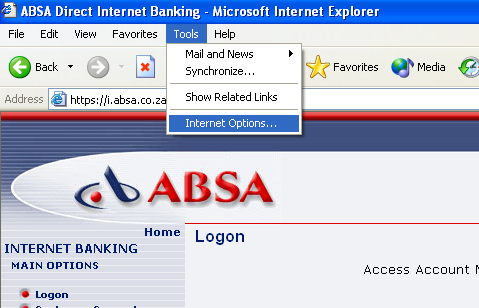 ABSA Direct Internet Banking - Microsoft Internet Explorer
File Edit View Favorites Tools Help
Back Favorites Media
Mail and News
Synchronize...
Show Related Links
Internet Options...
Address https://i.absa.co.za
ABSA
Home Logon
INTERNET BANKING
MAIN OPTIONS
Access Account
Logon